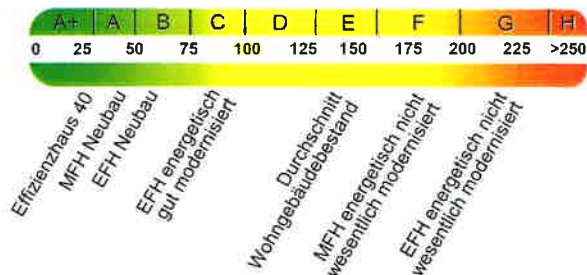 A+ A B C D E F G H
0 25 50 75 100 125 150 175 200 225 >250
Effizienzhaus 40
MFH Neubau
EFH Neubau
EFH energetisch
gut modernisiert
Durchschnitt
Wohngebäudebestand
MFH energetisch nicht
wesentlich modernisiert
EFH energetisch nicht
wesentlich modernisiert